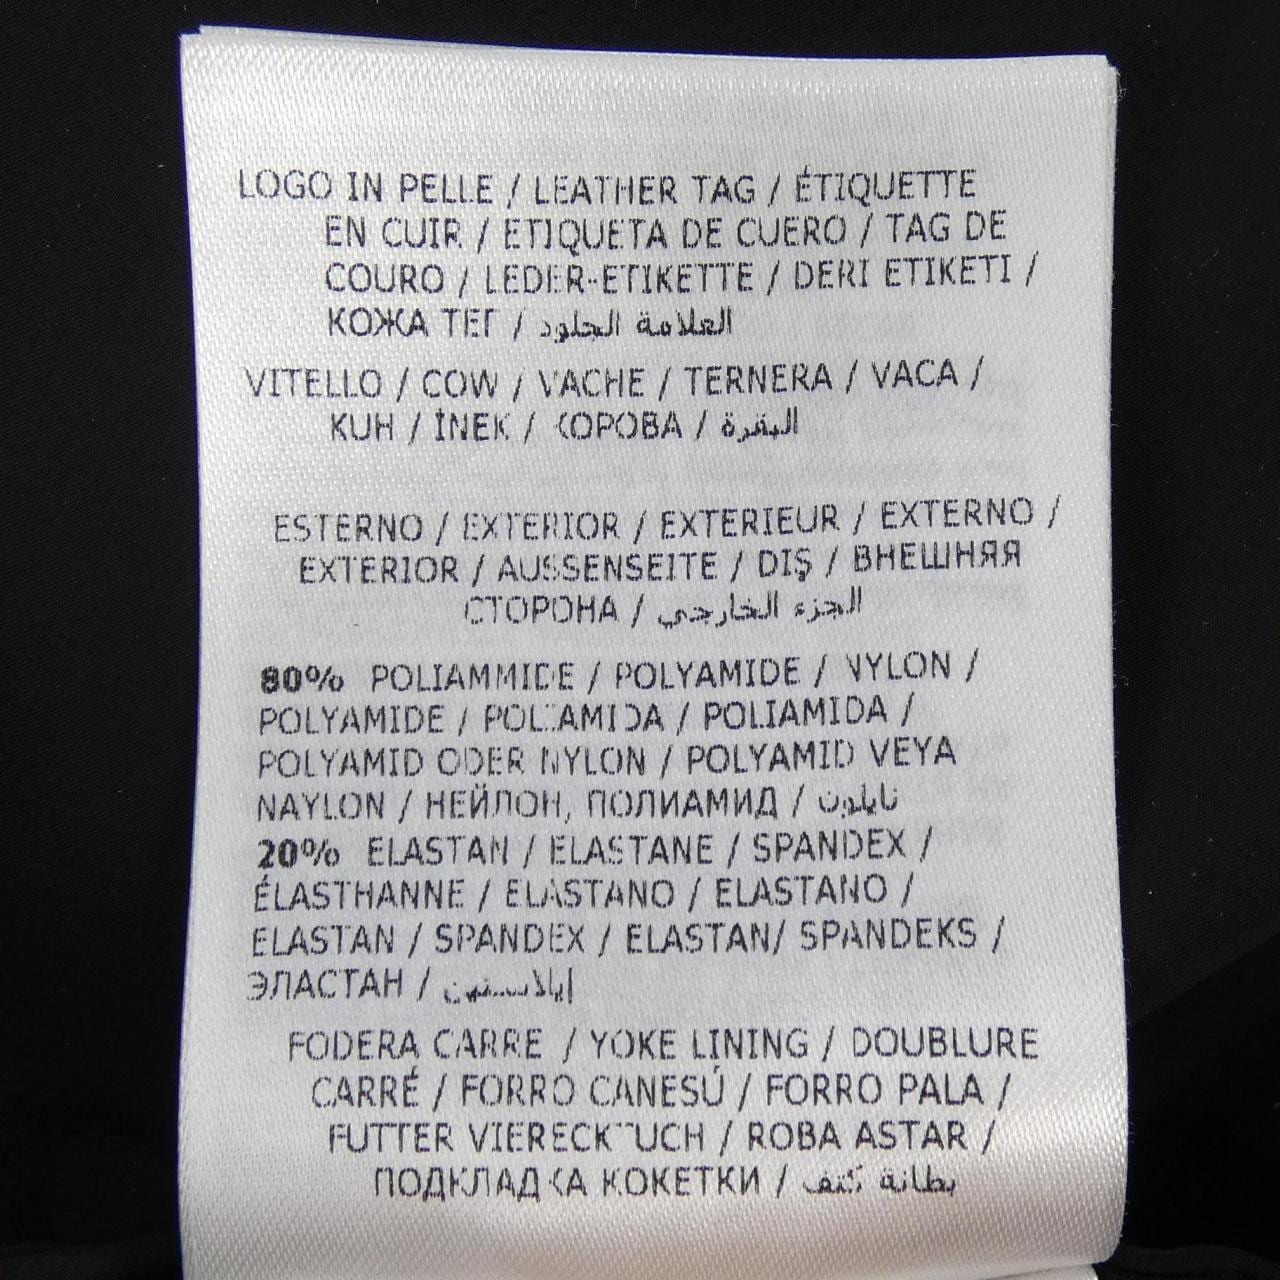 LOGO IN PELLE / LEATHER TAG / ÉTIQUETTE
EN CUIR / ETIQUETA DE CUERO / TAG DE
COURO / LEDER-ETIKETTE / DERI ETIKETI /
КОЖА ТЕГ / العلامة الجلود
VITELLO / COW / VACHE / TERNERA / VACA /
KUH / İNEK / КОРОВА / البقرة
ESTERNO / EXTERIOR / EXTERIEUR / EXTERNO /
EXTERIOR / AUSSENSEITE / DIŞ / ВНЕШНЯЯ
СТОРОНА / الجزء الخارجي
80% POLIAMMIDE / POLYAMIDE / NYLON /
POLYAMIDE / POLIAMIDA / POLIAMIDA /
POLYAMID ODER NYLON / POLYAMID VEYA
NAYLON / НЕЙЛОН, ПОЛИАМИД / نايلون
20% ELASTAN / ELASTANE / SPANDEX /
ÉLASTHANNE / ELASTANO / ELASTANO /
ELASTAN / SPANDEX / ELASTAN/ SPANDEKS /
ЭЛАСТАН / إيلاستين
FODERA CARRE / YOKE LINING / DOUBLURE
CARRÉ / FORRO CANESÚ / FORRO PALA /
FUTTER VIERECKTUCH / ROBA ASTAR /
ПОДКЛАДКА КОКЕТКИ / بطانة كتف